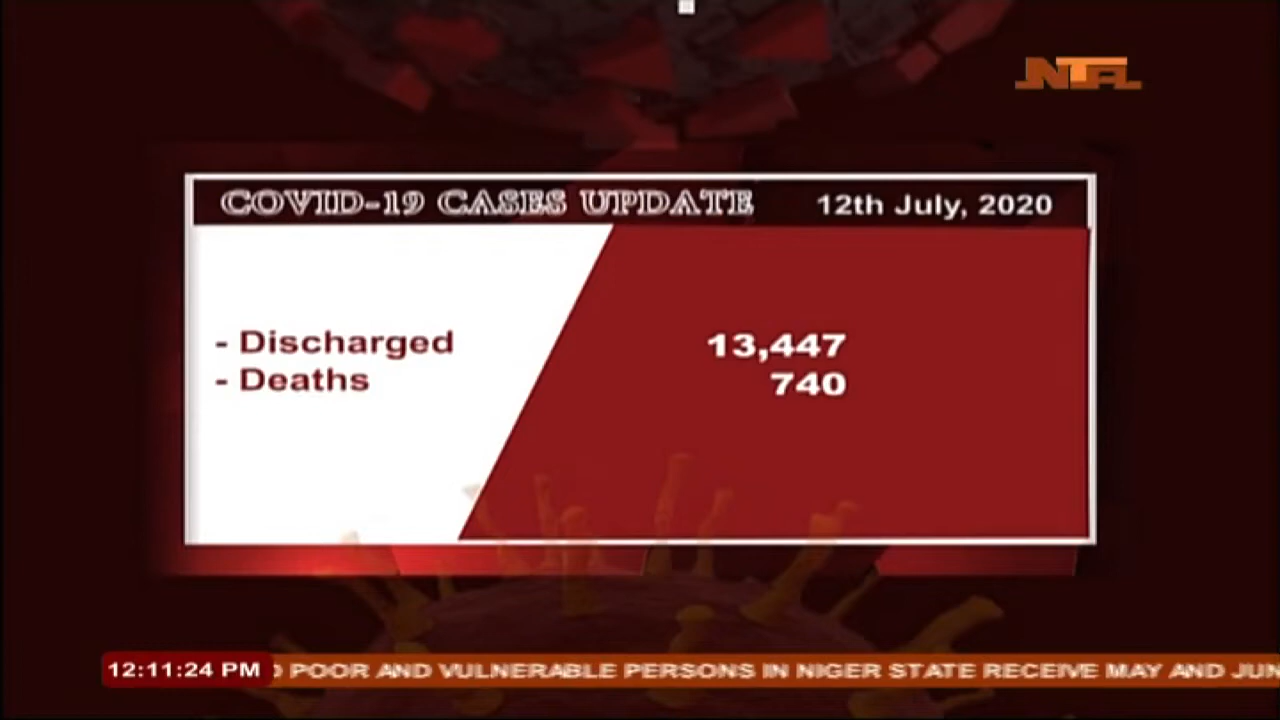 NTA
COVID-19 CASES UPDATE 12th July, 2020
- Discharged 13,447
- Deaths 740
12:11:24 PM POOR AND VULNERABLE PERSONS IN NIGER STATE RECEIVE MAY AND JUN